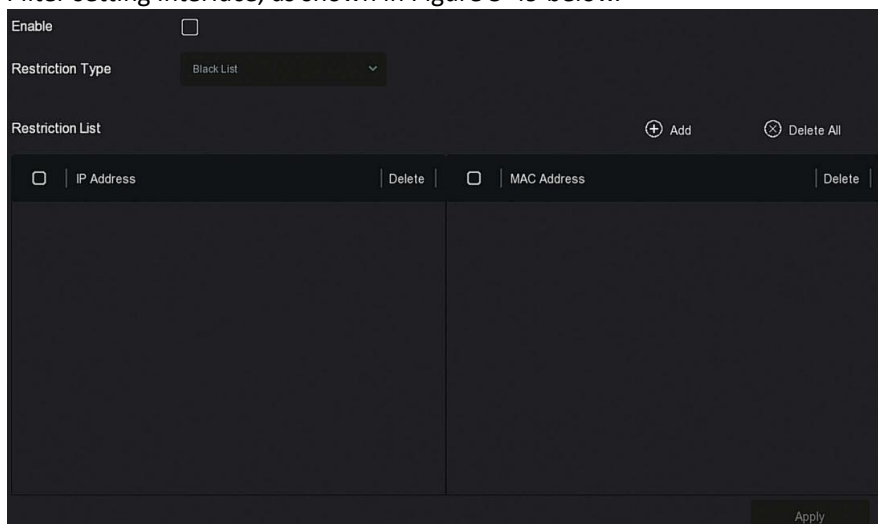 Enable
Restriction Type Black List
Restriction List Add Delete All
IP Address Delete MAC Address Delete
Apply